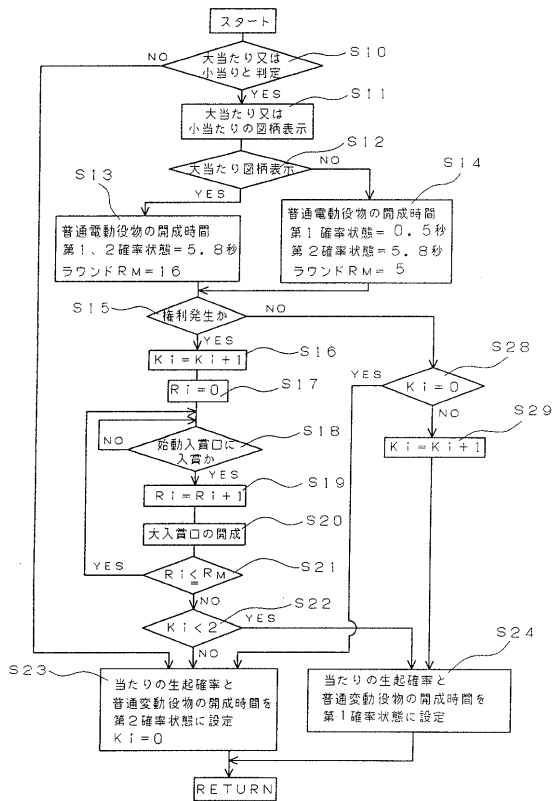 スタート
NO
大当たり又は
小当りと判定
S10
YES
S11
大当たり又は
小当たりの図柄表示
S12
大当たり図柄表示
NO
S13
YES
S14
普通電動役物の開成時間
第1、2確率状態=5.8秒
ラウンドRM=16
普通電動役物の開成時間
第1確率状態=0.5秒
第2確率状態=5.8秒
ラウンドRM=5
S15
権利発生か
NO
YES
S16
Ki=Ki+1
S17
Ri=0
S28
YES
Ki=0
NO
S29
Ki=Ki+1
NO
始動入賞口に
入賞か
S18
YES
S19
Ri=Ri+1
S20
大入賞口の開成
YES
Ri≦RM
S21
NO
S22
Ki<2
YES
NO
S23
S24
当たりの生起確率と
普通変動役物の開成時間を
第2確率状態に設定
Ki=0
当たりの生起確率と
普通変動役物の開成時間を
第1確率状態に設定
RETURN